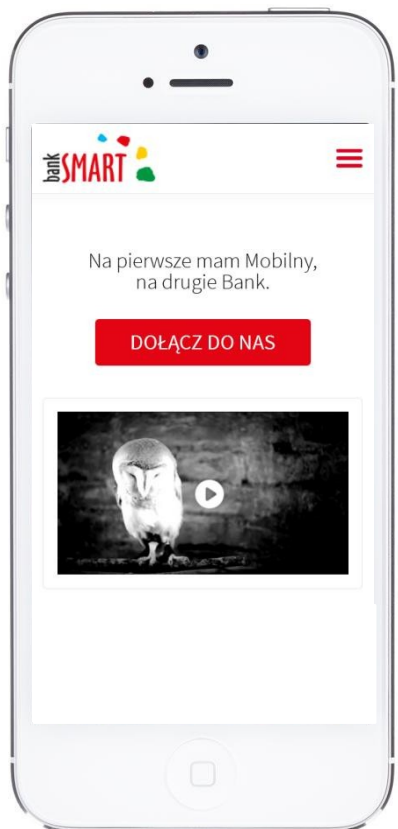 bank SMART
Na pierwsze mam Mobilny,
na drugie Bank.
DOŁĄCZ DO NAS